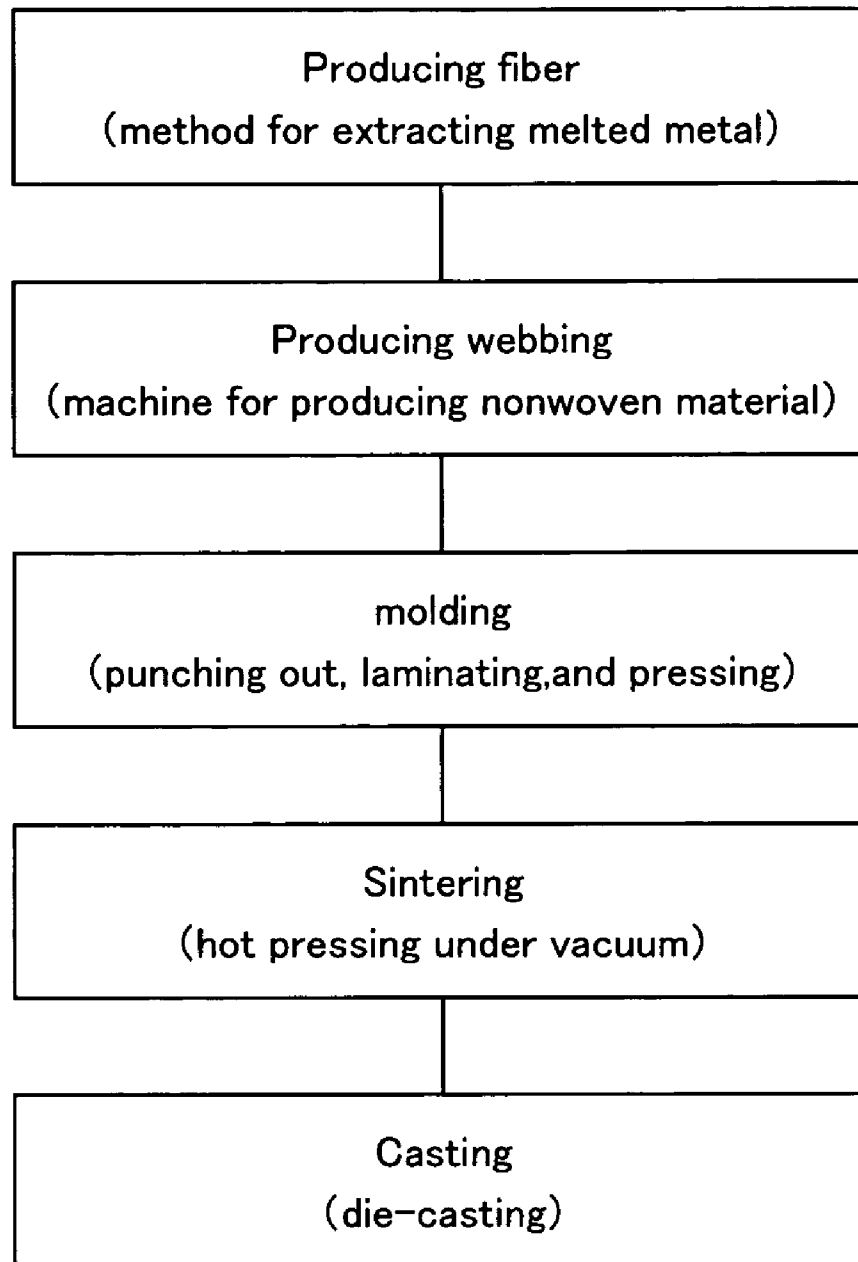 Producing fiber
(method for extracting melted metal)
Producing webbing
(machine for producing nonwoven material)
molding
(punching out, laminating,and pressing)
Sintering
(hot pressing under vacuum)
Casting
(die-casting)